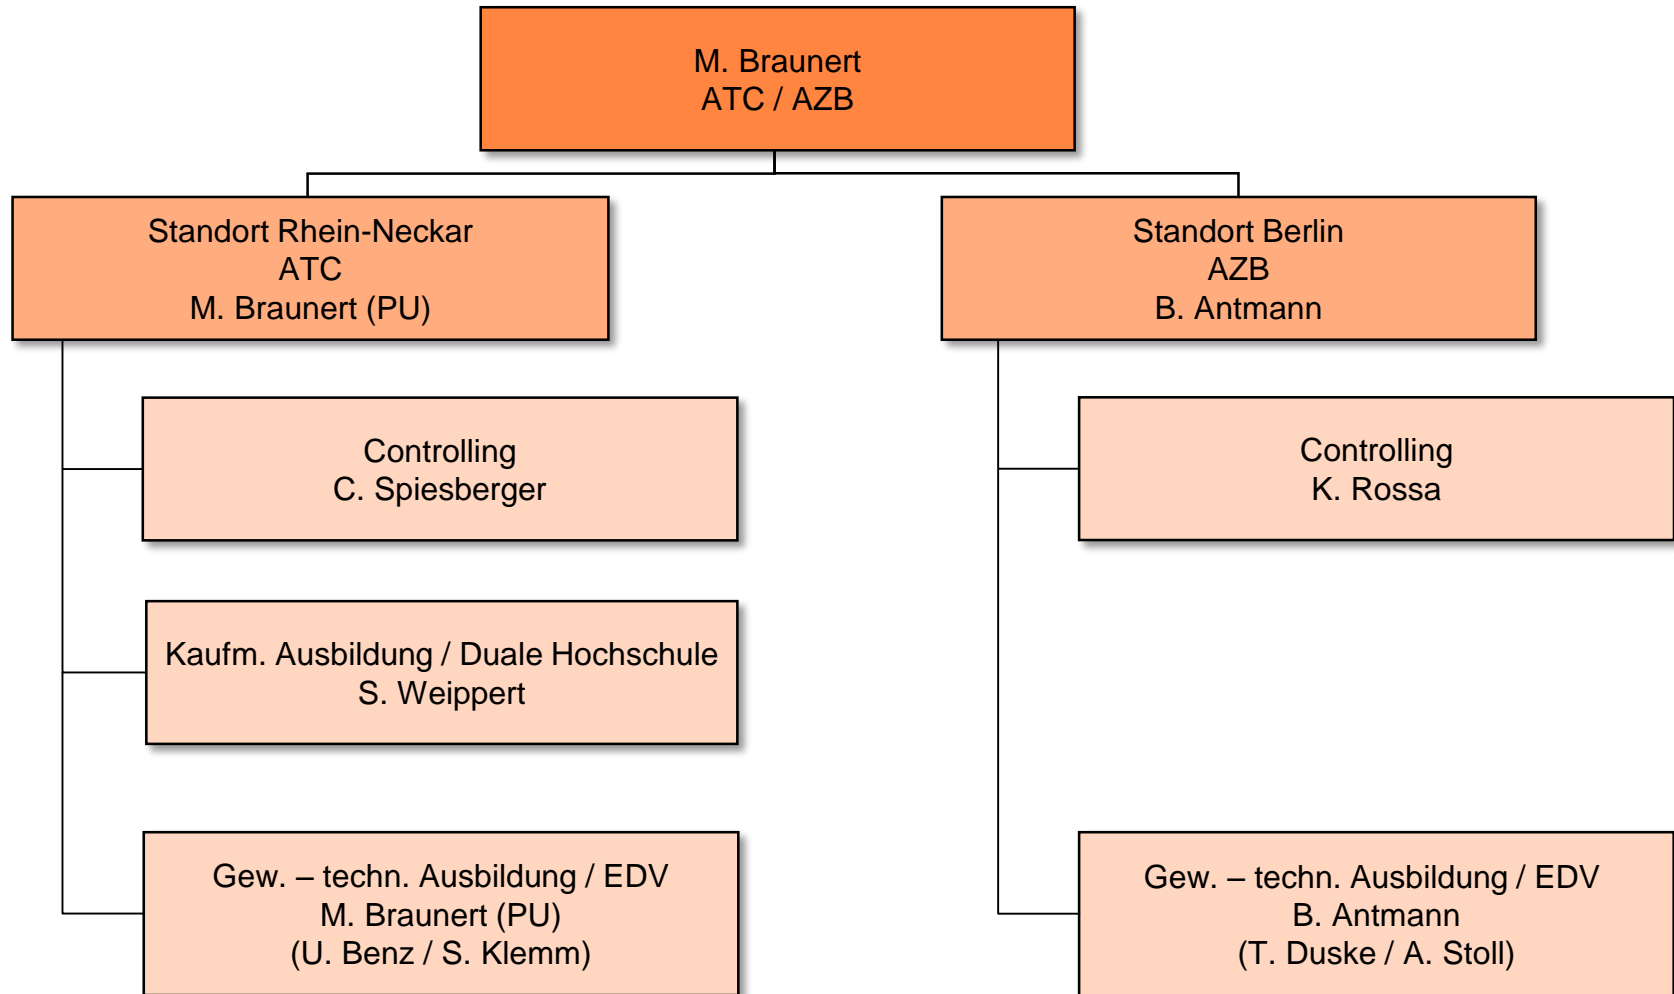 M. Braunert
ATC / AZB
Standort Rhein-Neckar
ATC
M. Braunert (PU)
Standort Berlin
AZB
B. Antmann
Controlling
C. Spiesberger
Controlling
K. Rossa
Kaufm. Ausbildung / Duale Hochschule
S. Weippert
Gew. – techn. Ausbildung / EDV
M. Braunert (PU)
(U. Benz / S. Klemm)
Gew. – techn. Ausbildung / EDV
B. Antmann
(T. Duske / A. Stoll)